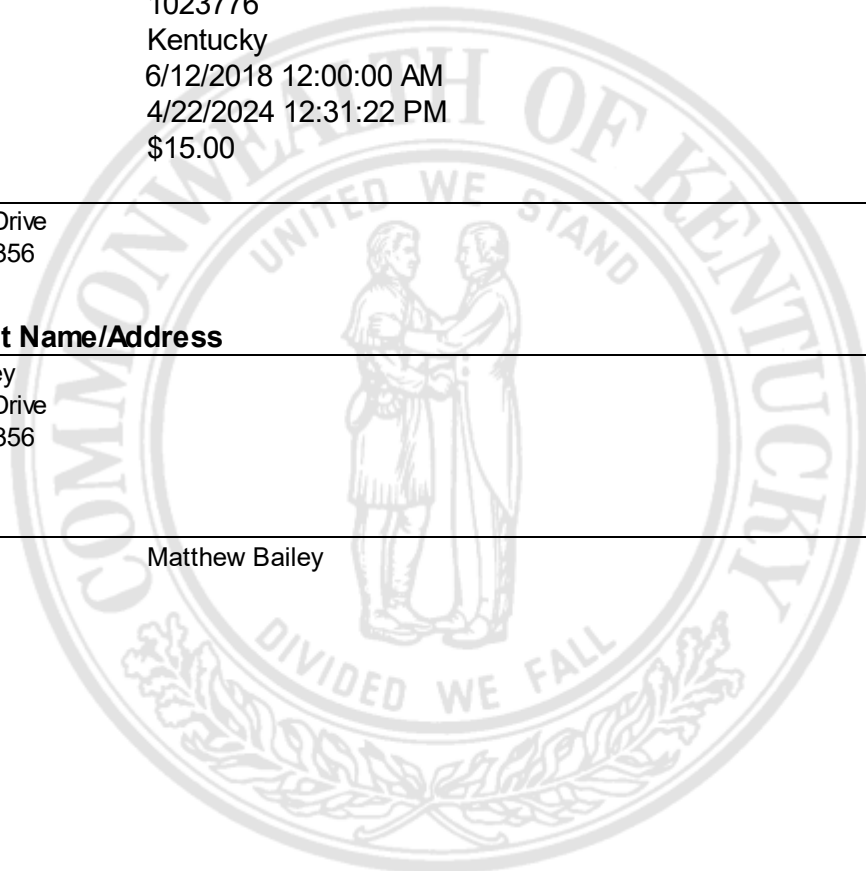 1023776
Kentucky
6/12/2018 12:00:00 AM
4/22/2024 12:31:22 PM
$15.00
Drive
356
t Name/Address
ey
Drive
356
Matthew Bailey
COMMONWEALTH OF KENTUCKY
UNITED WE STAND
DIVIDED WE FALL